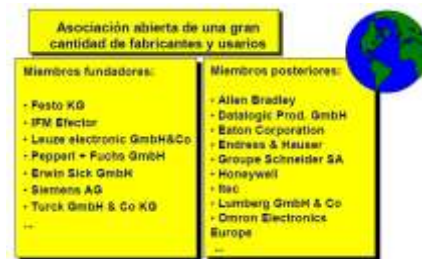 Asociación abierta de una gran
cantidad de fabricantes y usarios
Miembros fundadores:
• Festo KG
• IFM Efector
• Leuze electronic GmbH&Co
• Pepperl + Fuchs GmbH
• Erwin Sick GmbH
• Siemens AG
• Turck GmbH & Co KG
...
Miembros posteriores:
• Allen Bradley
• Datalogic Prod. GmbH
• Eaton Corporation
• Endress & Hauser
• Groupe Schneider SA
• Honeywell
• Itec
• Lumberg GmbH & Co
• Omron Electronics
Europe
...